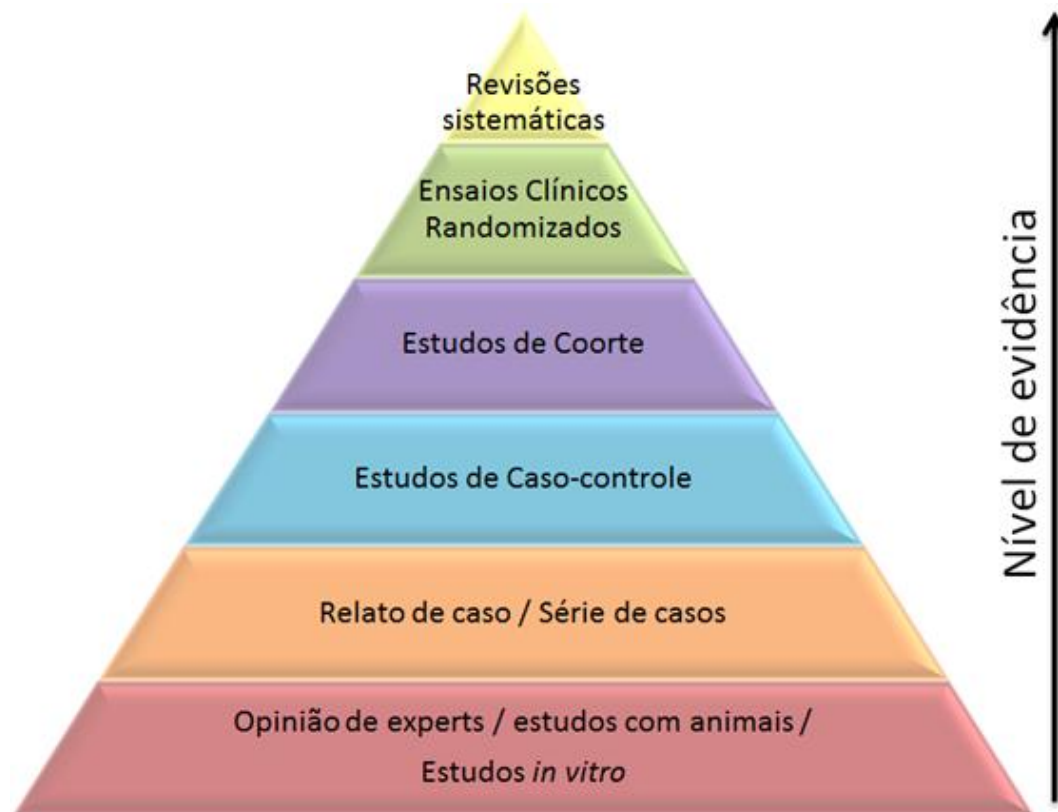 Revisões
sistemáticas
Ensaios Clínicos
Randomizados
Estudos de Coorte
Estudos de Caso-controle
Relato de caso / Série de casos
Opinião de experts / estudos com animais /
Estudos in vitro
Nível de evidência